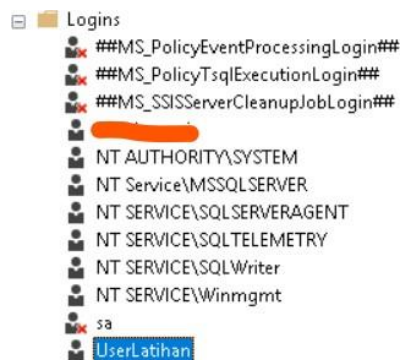 Logins
##MS_PolicyEventProcessingLogin##
##MS_PolicyTsqlExecutionLogin##
##MS_SSISServerCleanupJobLogin##
NT AUTHORITY\SYSTEM
NT Service\MSSQLSERVER
NT SERVICE\SQLSERVERAGENT
NT SERVICE\SQLTELEMETRY
NT SERVICE\SQLWriter
NT SERVICE\Winmgmt
sa
UserLatihan